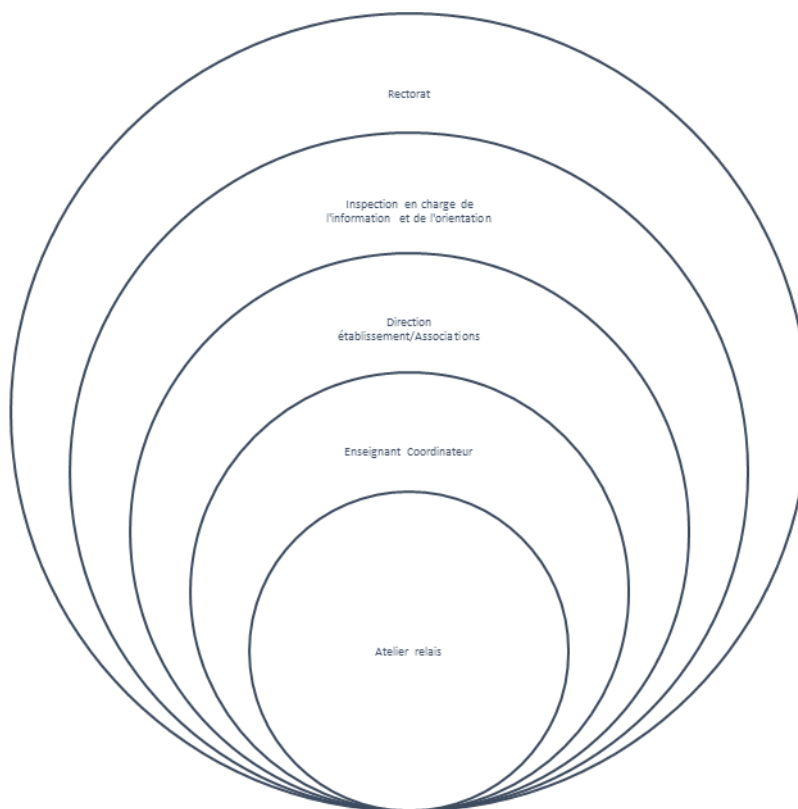 Rectorat
Inspection en charge de
l'information et de l'orientation
Direction
établissement/Associations
Enseignant Coordinateur
Atelier relais